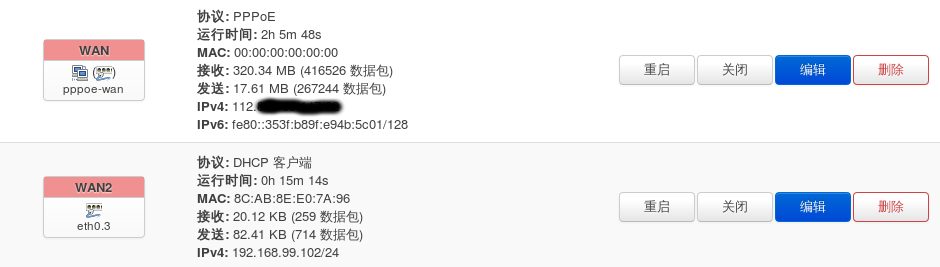 WAN
pppoe-wan
协议: PPPoE
运行时间: 2h 5m 48s
MAC: 00:00:00:00:00:00
接收: 320.34 MB (416526 数据包)
发送: 17.61 MB (267244 数据包)
IPv4: 112.
IPv6: fe80::353f:b89f:e94b:5c01/128
重启 关闭 编辑 删除
WAN2
eth0.3
协议: DHCP 客户端
运行时间: 0h 15m 14s
MAC: 8C:AB:8E:E0:7A:96
接收: 20.12 KB (259 数据包)
发送: 82.41 KB (714 数据包)
IPv4: 192.168.99.102/24
重启 关闭 编辑 删除